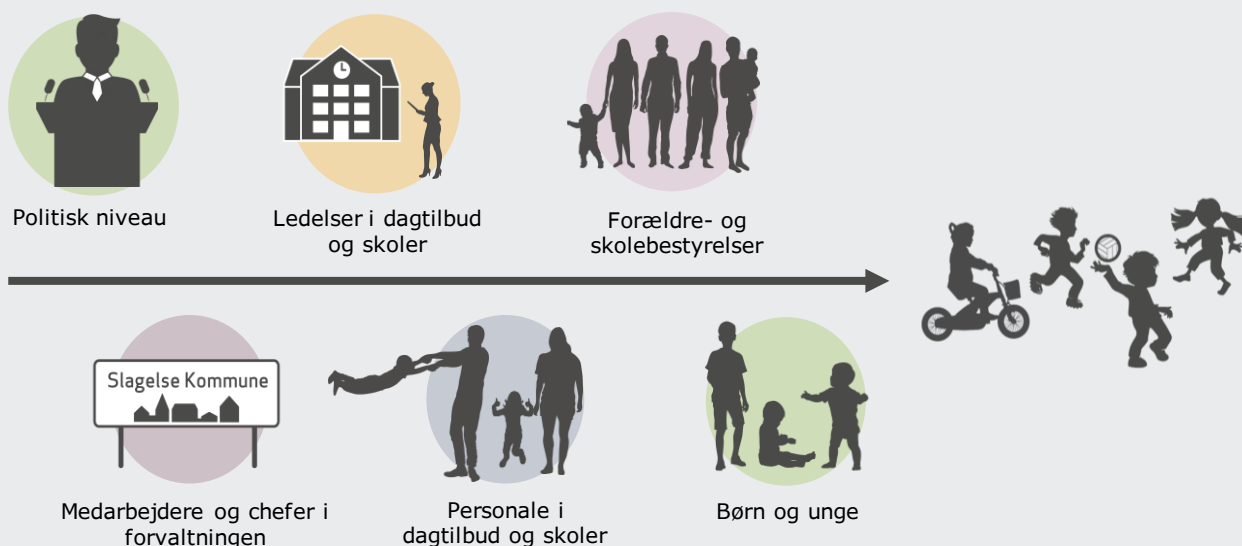 Politisk niveau
Ledelser i dagtilbud
og skoler
Forældre- og
skolebestyrelser
Slagelse Kommune
Medarbejdere og chefer i
forvaltningen
Personale i
dagtilbud og skoler
Børn og unge